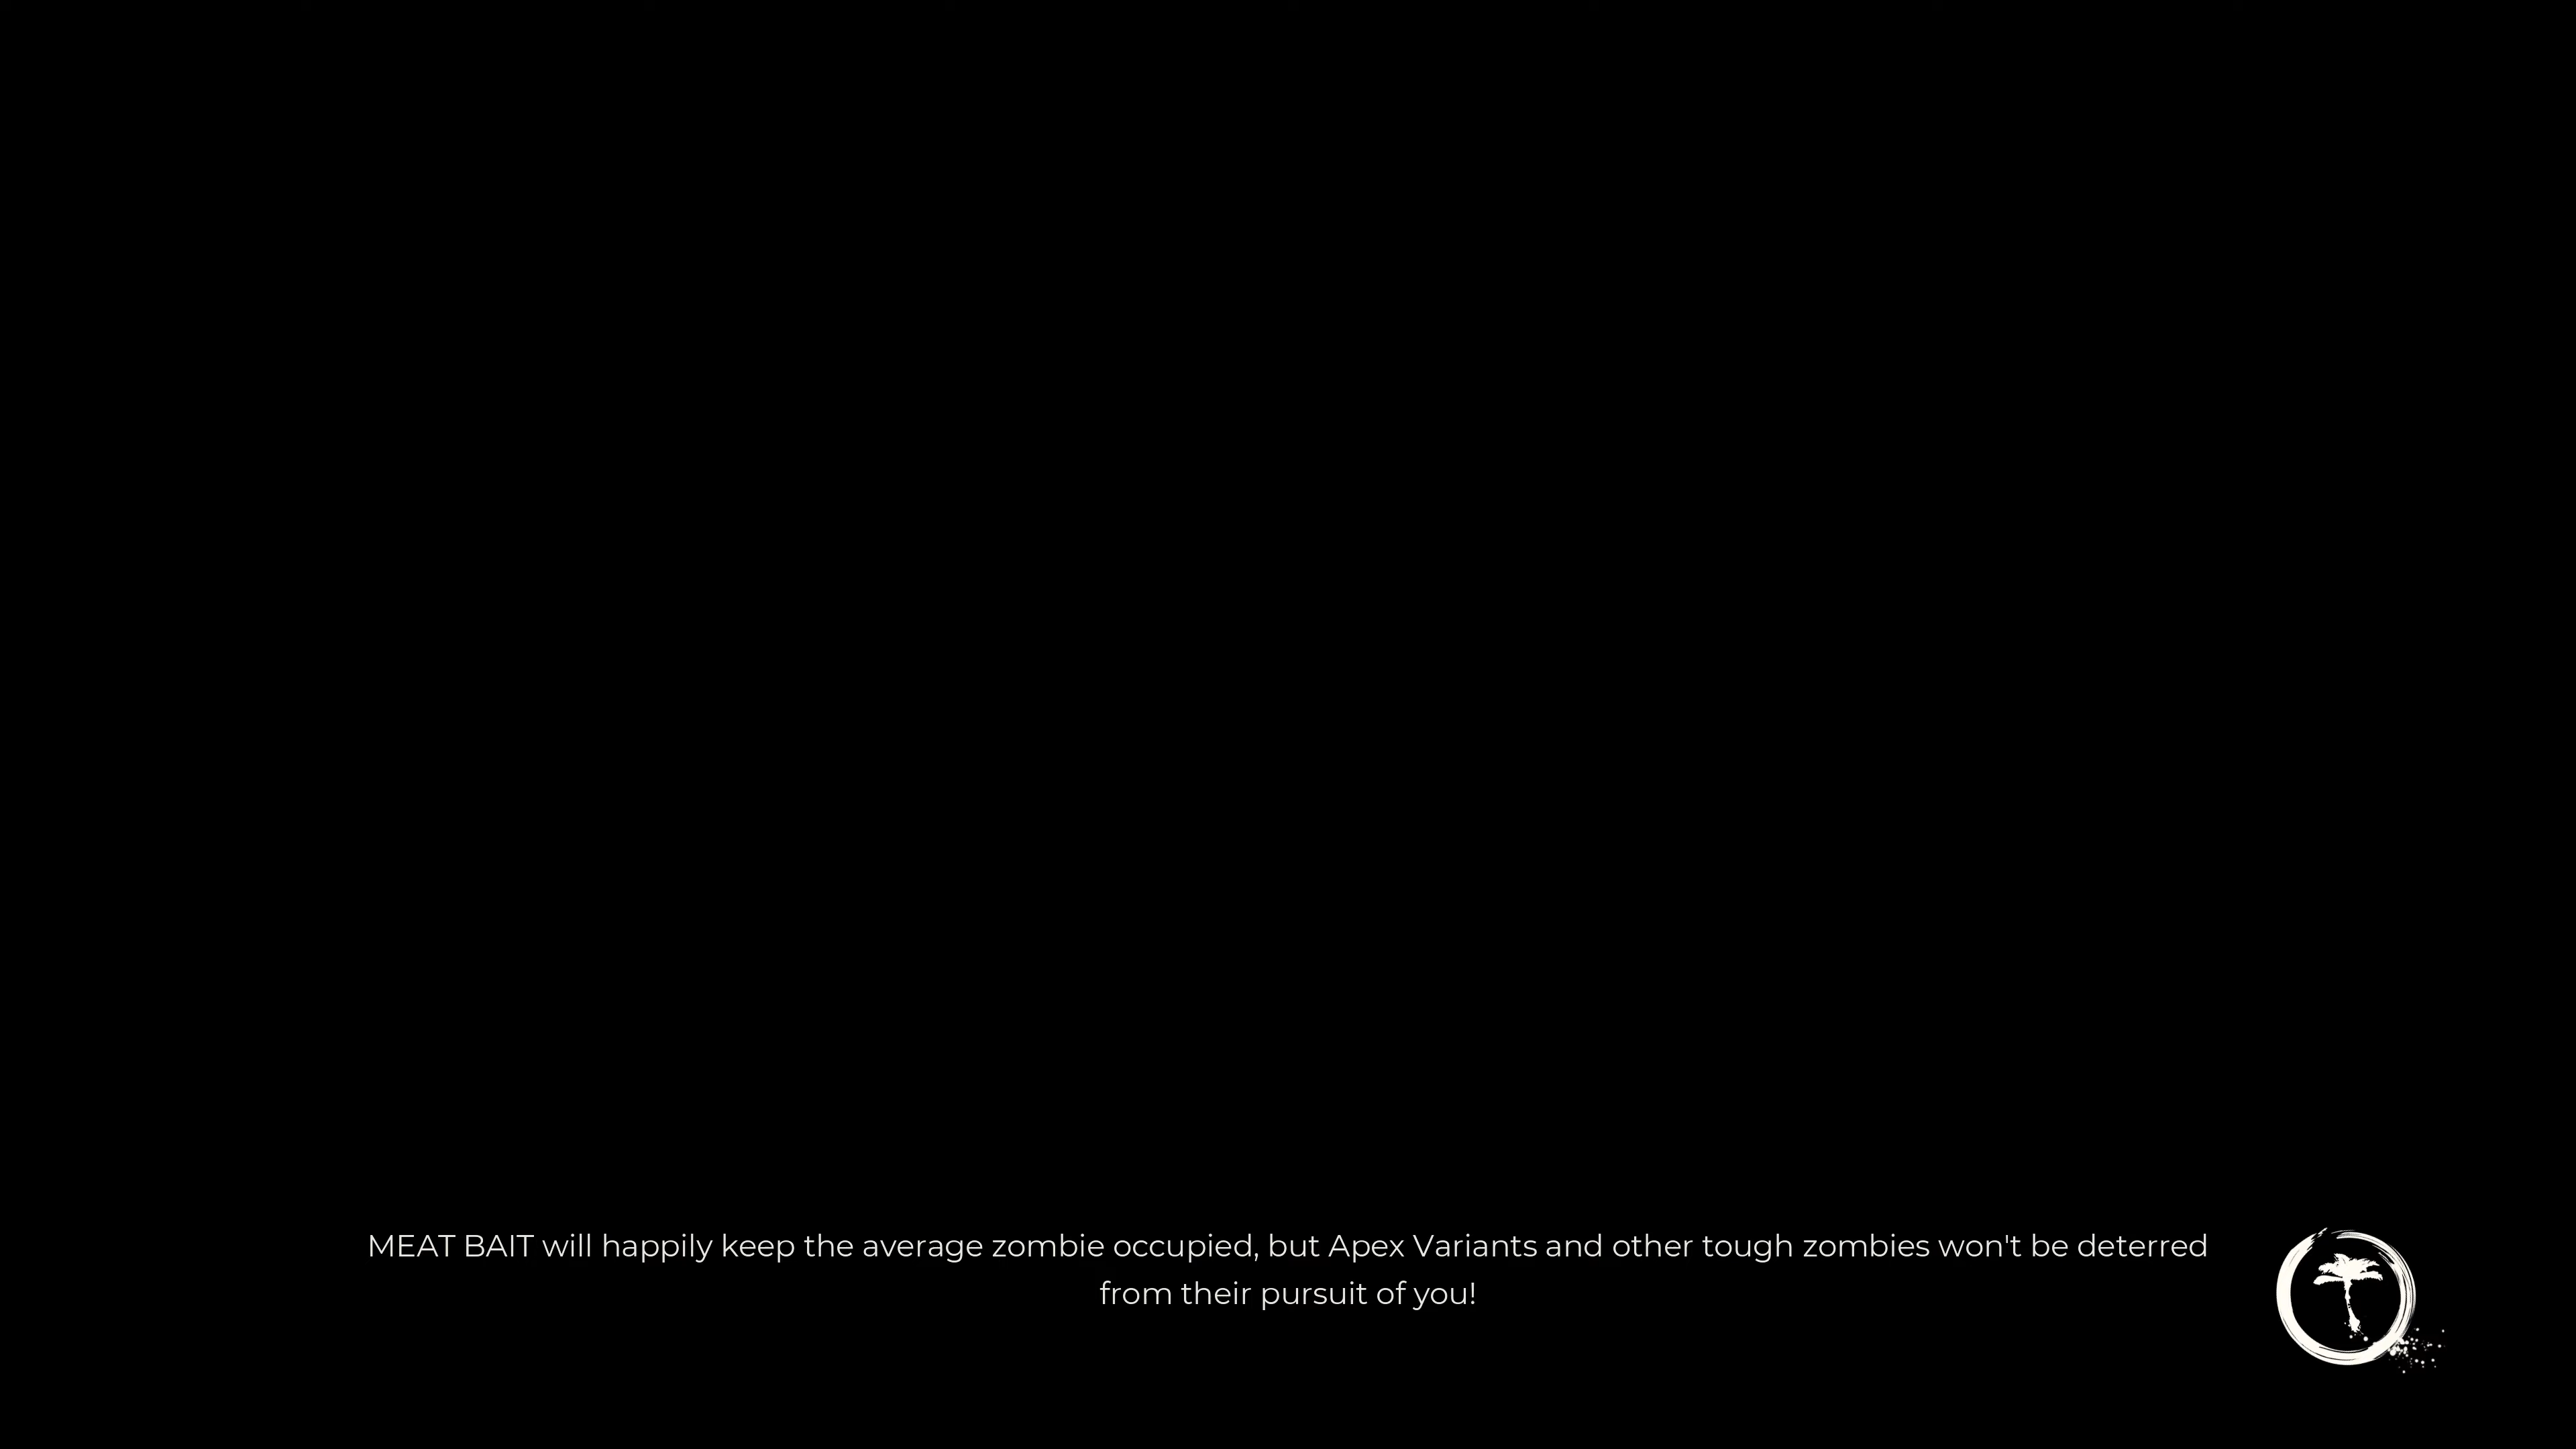 MEAT BAIT will happily keep the average zombie occupied, but Apex Variants and other tough zombies won't be deterred
from their pursuit of you!